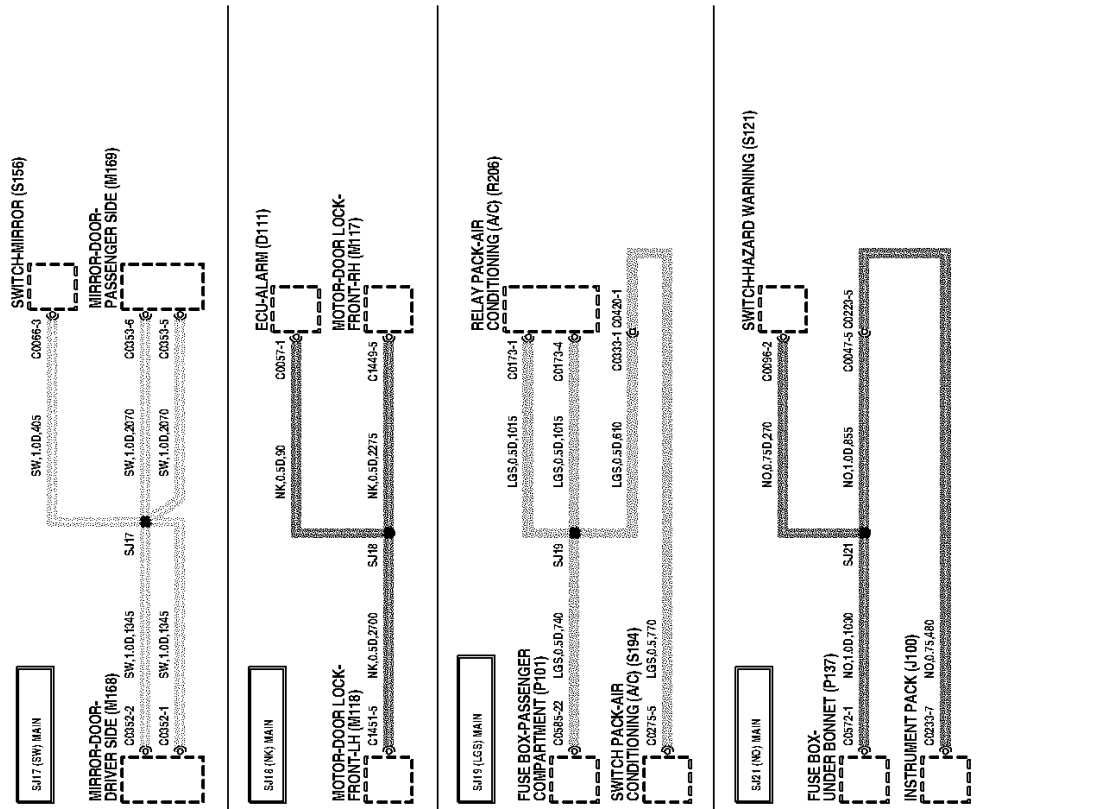 SJ17 (SW) MAIN
SWITCH-MIRROR (S156)
C0066-3
SW,1.0D,405
MIRROR-DOOR-
PASSENGER SIDE (M169)
C0353-6
SW,1.0D,2070
C0353-5
SW,1.0D,2070
SJ17
MIRROR-DOOR-
DRIVER SIDE (M168)
C0352-2
SW,1.0D,1345
C0352-1
SW,1.0D,1345
SJ18 (NK) MAIN
ECU-ALARM (D111)
C0057-1
NK,0.5D,90
MOTOR-DOOR LOCK-
FRONT-RH (M117)
C1449-5
NK,0.5D,2275
SJ18
MOTOR-DOOR LOCK-
FRONT-LH (M118)
C1451-5
NK,0.5D,2700
SJ19 (LGS) MAIN
RELAY PACK-AIR
CONDITIONING (A/C) (R206)
C0173-1
LGS,0.5D,1015
C0173-4
LGS,0.5D,1015
C0333-1 C0420-1
LGS,0.5D,610
SJ19
FUSE BOX-PASSENGER
COMPARTMENT (P101)
C0585-22
LGS,0.5D,740
SWITCH PACK-AIR
CONDITIONING (A/C) (S194)
C0275-5
LGS,0.5,770
SJ21 (NO) MAIN
SWITCH-HAZARD WARNING (S121)
C0096-2
NO,0.75D,270
C0047-5 C0223-5
NO,1.0D,855
SJ21
FUSE BOX-
UNDER BONNET (P137)
C0572-1
NO,1.0D,1030
INSTRUMENT PACK (J100)
C0233-7
NO,0.75,480